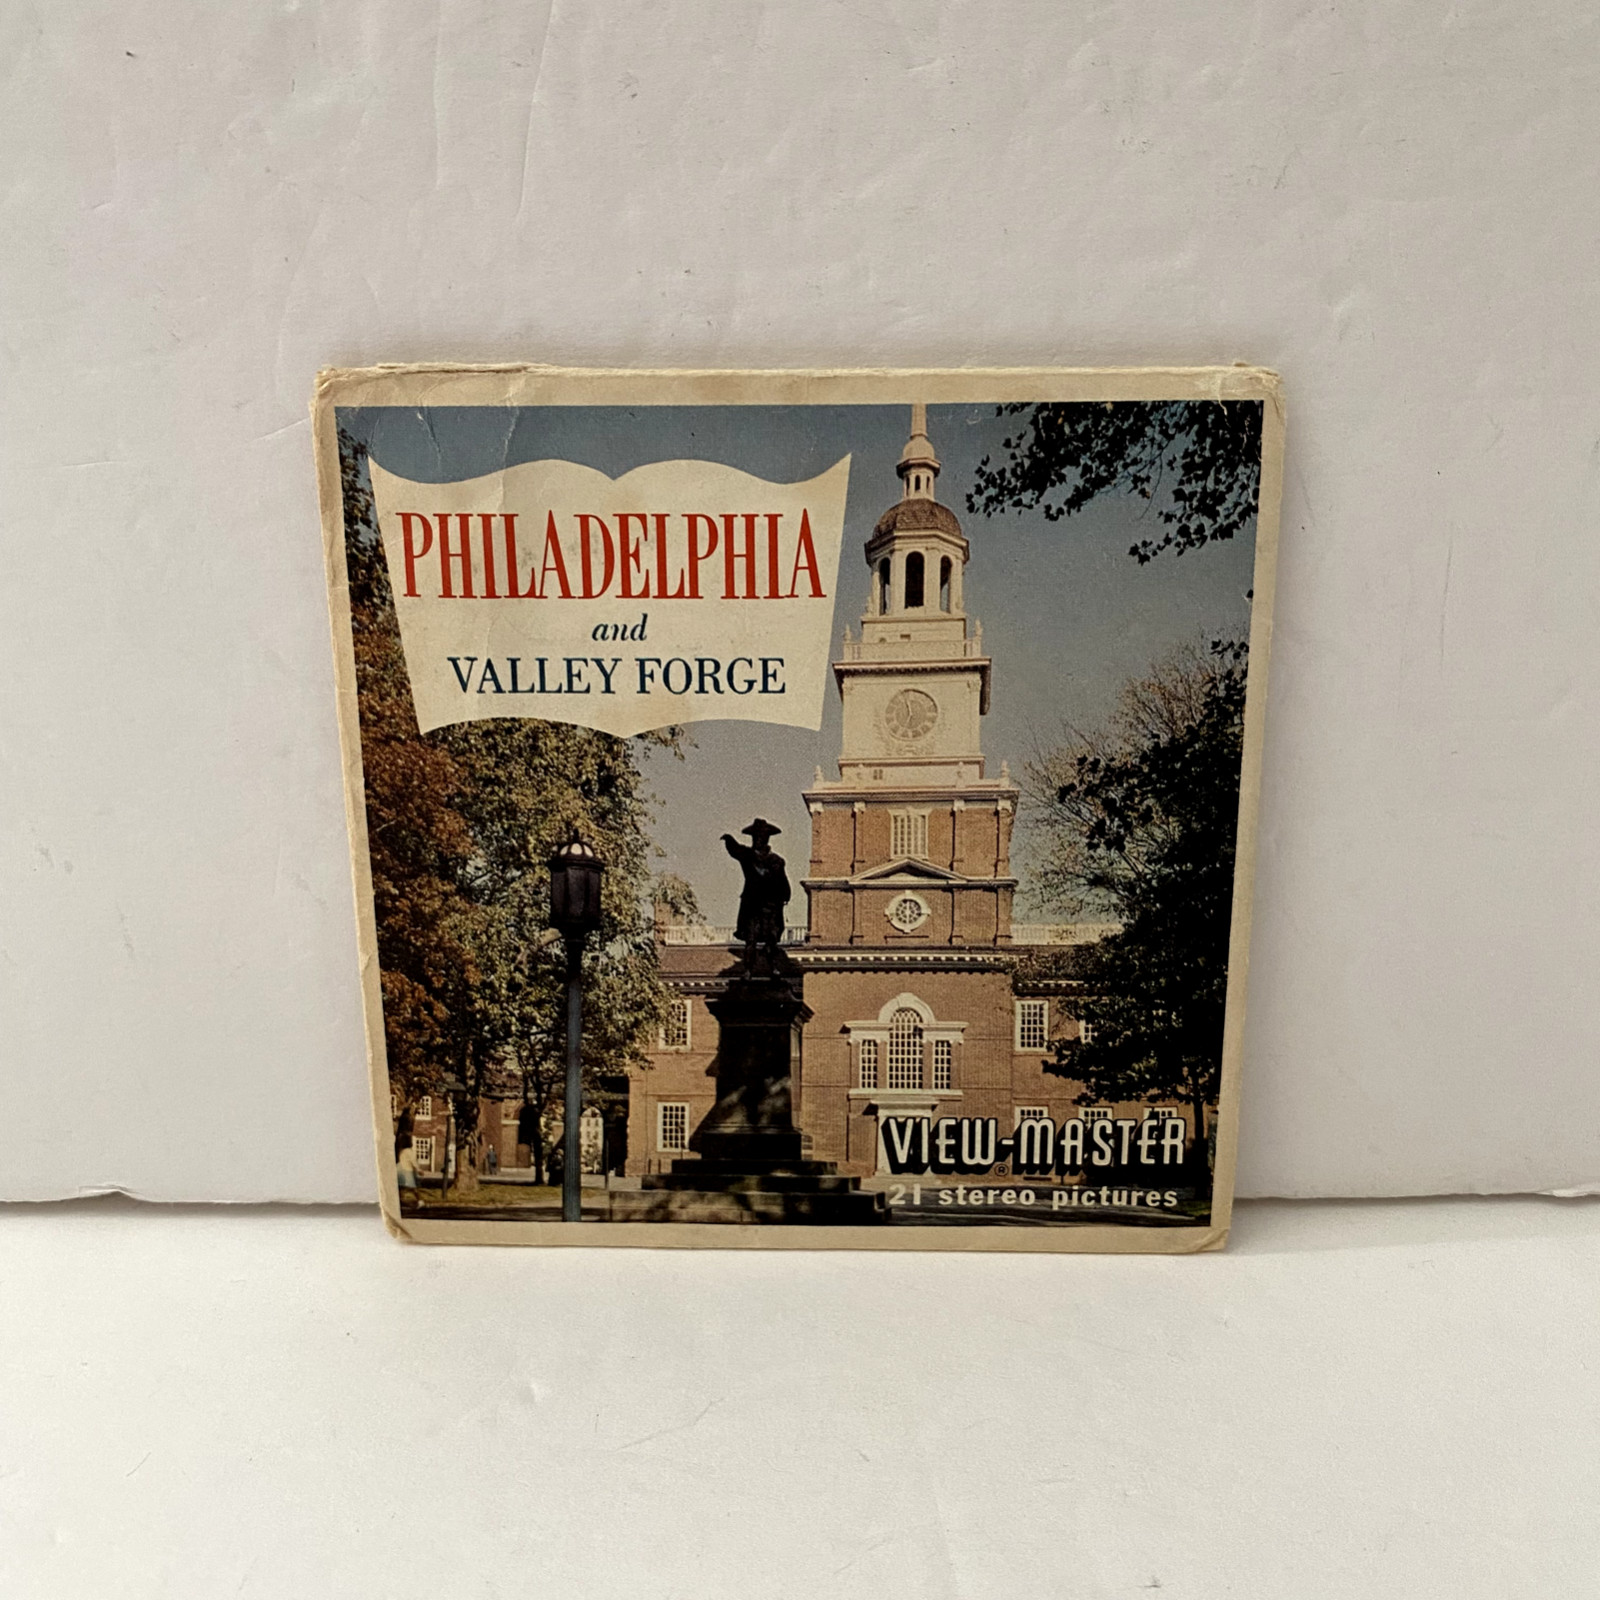 PHILADELPHIA
and
VALLEY FORGE
VIEW-MASTER
®
21 stereo pictures